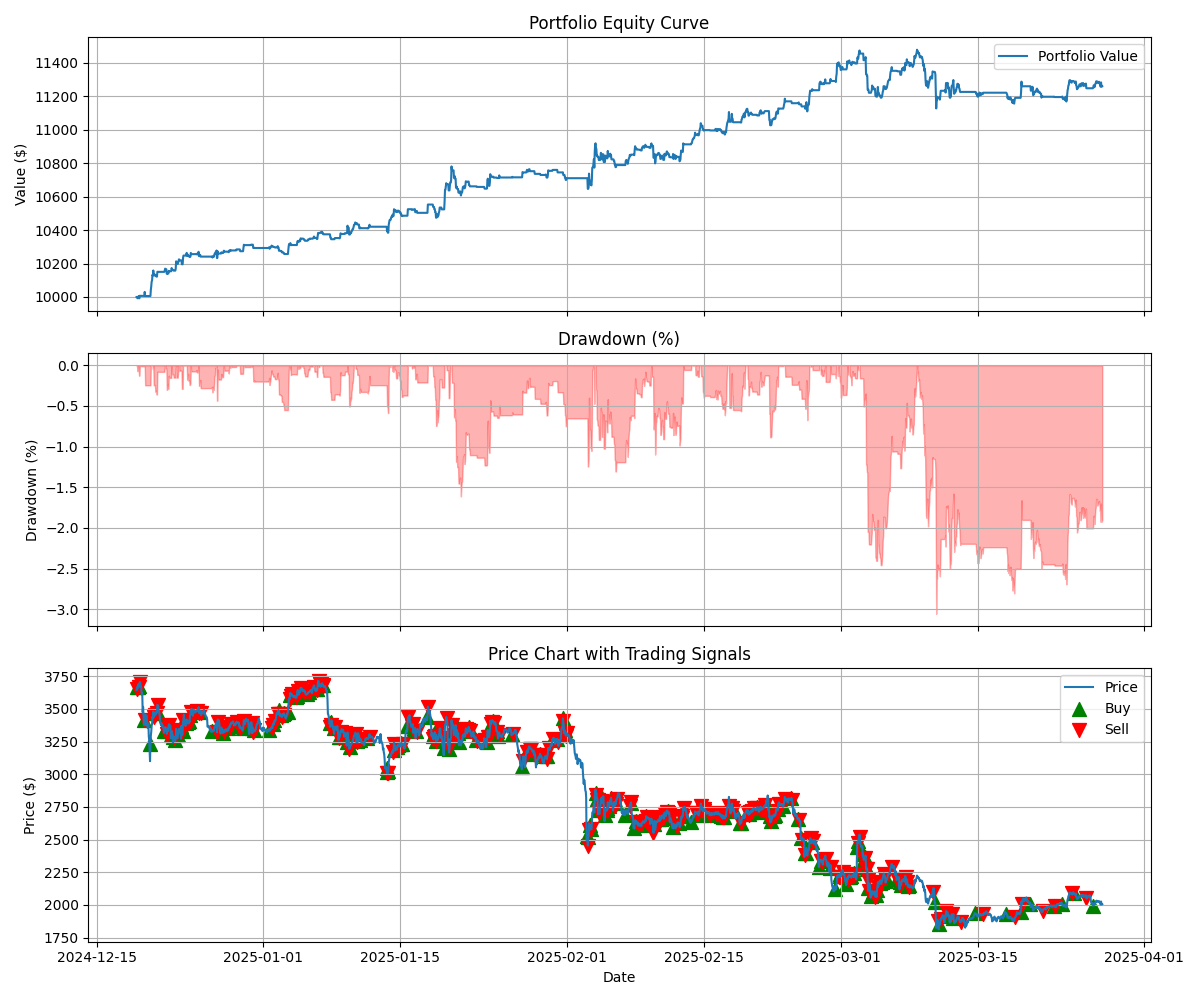 Portfolio Equity Curve
Value ($)
11400
11200
11000
10800
10600
10400
10200
10000
Portfolio Value
Drawdown (%)
Drawdown (%)
0.0
−0.5
−1.0
−1.5
−2.0
−2.5
−3.0
Price Chart with Trading Signals
Price ($)
3750
3500
3250
3000
2750
2500
2250
2000
1750
Price
Buy
Sell
2024-12-15
2025-01-01
2025-01-15
2025-02-01
2025-02-15
2025-03-01
2025-03-15
2025-04-01
Date